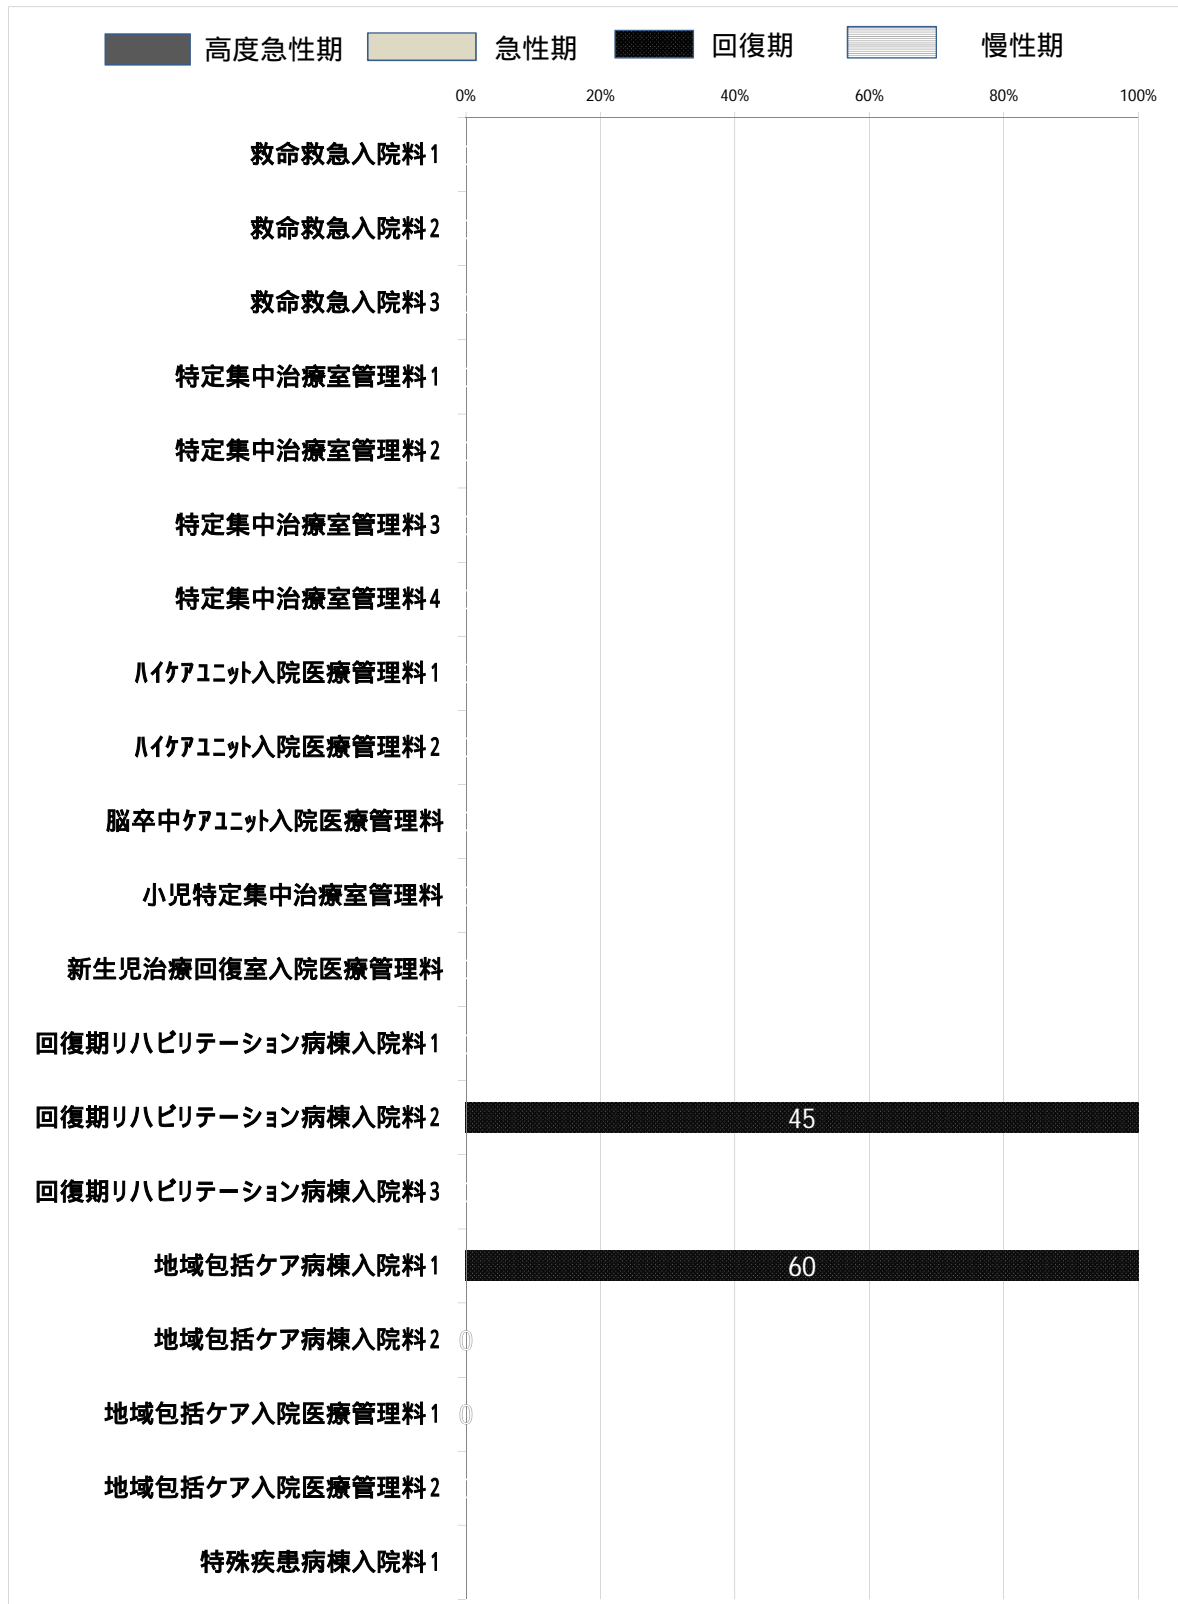 高度急性期 急性期 回復期 慢性期
0% 20% 40% 60% 80% 100%
救命救急入院料1
救命救急入院料2
救命救急入院料3
特定集中治療室管理料1
特定集中治療室管理料2
特定集中治療室管理料3
特定集中治療室管理料4
ﾊｲｹｱﾕﾆｯﾄ入院医療管理料1
ﾊｲｹｱﾕﾆｯﾄ入院医療管理料2
脳卒中ｹｱﾕﾆｯﾄ入院医療管理料
小児特定集中治療室管理料
新生児治療回復室入院医療管理料
回復期リハビリテーション病棟入院料1
回復期リハビリテーション病棟入院料2 45
回復期リハビリテーション病棟入院料3
地域包括ケア病棟入院料1 60
地域包括ケア病棟入院料2 0
地域包括ケア入院医療管理料1 0
地域包括ケア入院医療管理料2
特殊疾患病棟入院料1